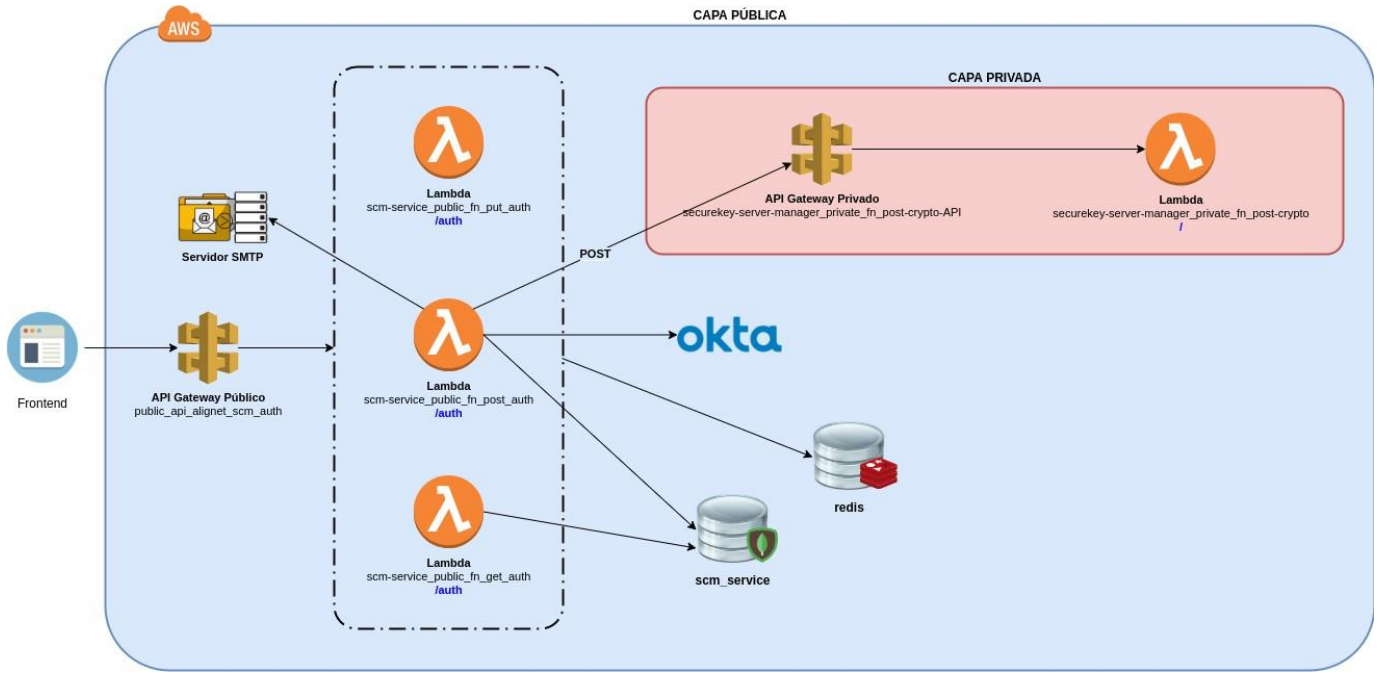 CAPA PÚBLICA
AWS
CAPA PRIVADA
Lambda
scm-service_public_fn_put_auth
/auth
API Gateway Privado
securekey-server-manager_private_fn_post-crypto-API
Lambda
securekey-server-manager_private_fn_post-crypto
/
@
Servidor SMTP
POST
Lambda
scm-service_public_fn_post_auth
/auth
okta
Frontend
API Gateway Público
public_api_alignet_scm_auth
redis
Lambda
scm-service_public_fn_get_auth
/auth
scm_service